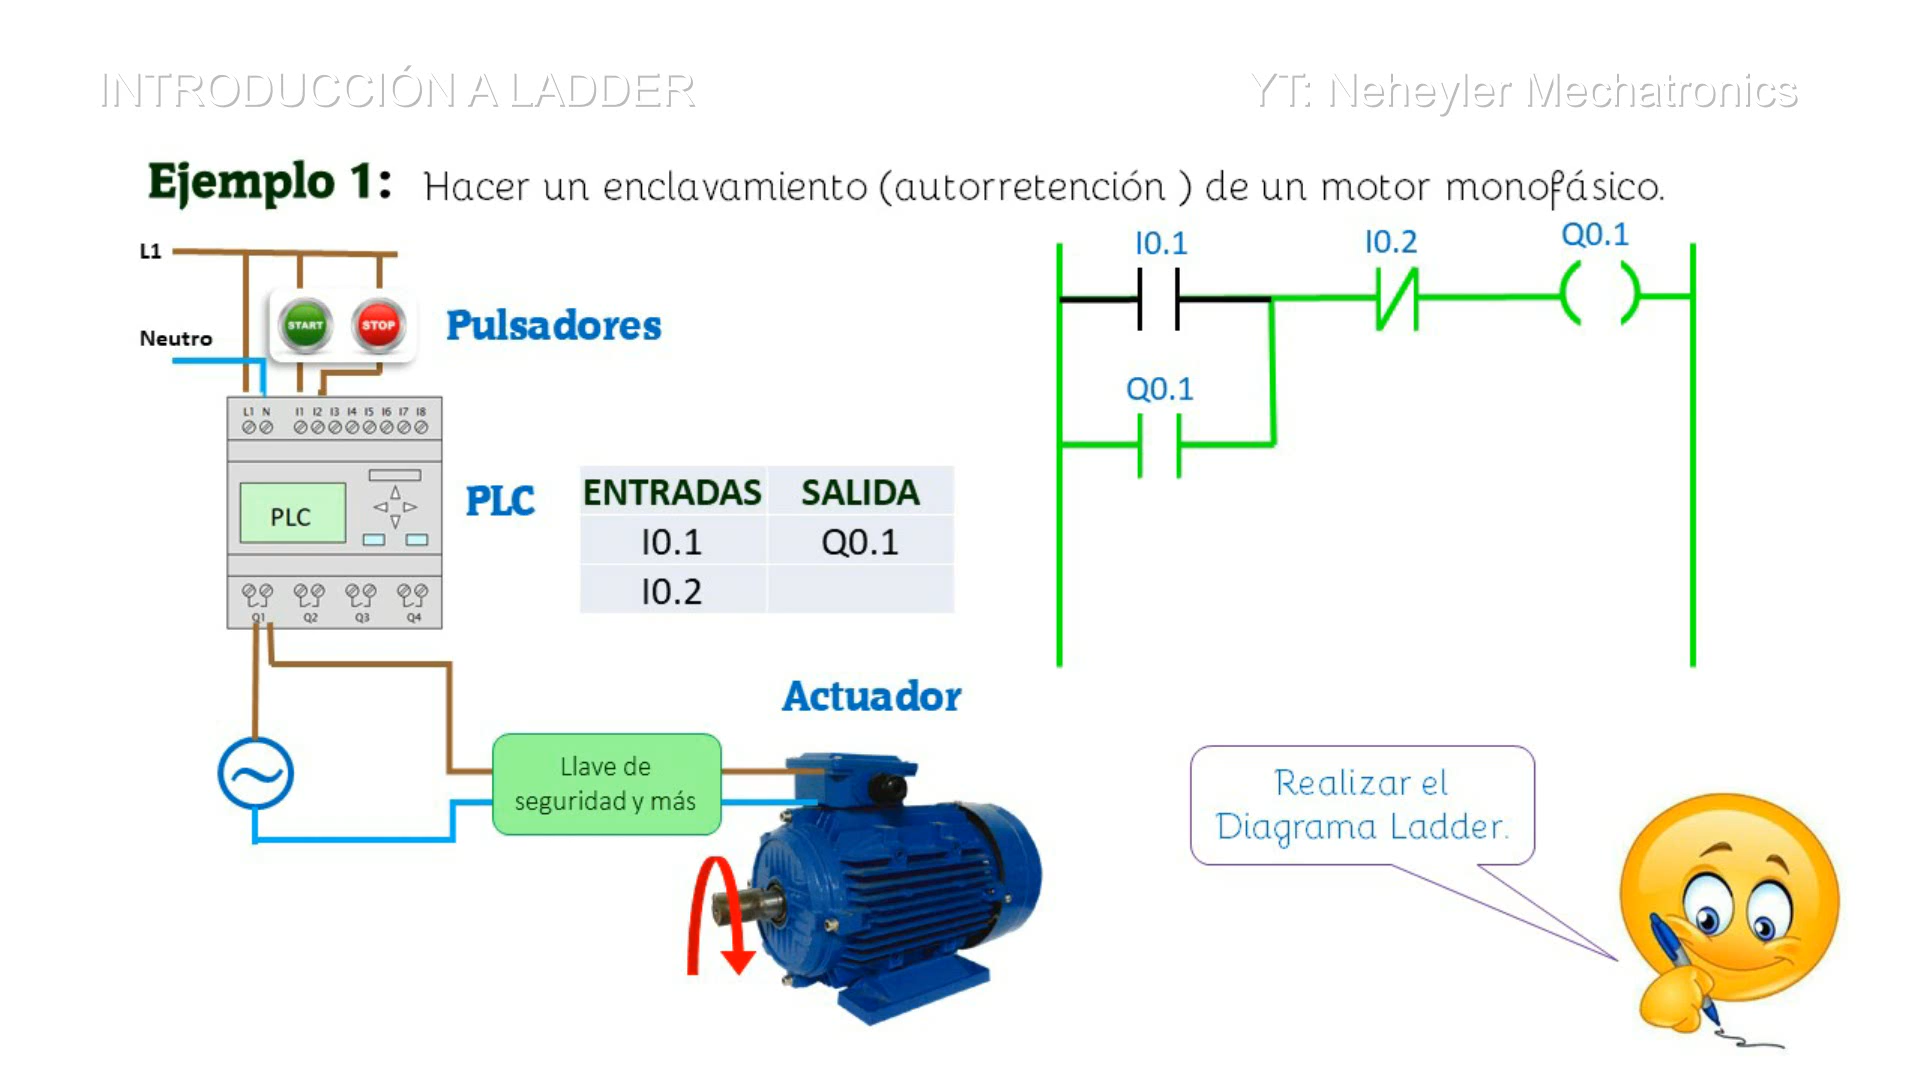 INTRODUCCIÓN A LADDER
YT: Neheyler Mechatronics
Ejemplo 1: Hacer un enclavamiento (autorretención ) de un motor monofásico.
L1
START
STOP
Pulsadores
Neutro
L1 N I1 I2 I3 I4 I5 I6 I7 I8
PLC
Q1 Q2 Q3 Q4
PLC
ENTRADAS SALIDA
I0.1 Q0.1
I0.2
I0.1
I0.2
Q0.1
Q0.1
Actuador
Llave de
seguridad y más
Realizar el
Diagrama Ladder.